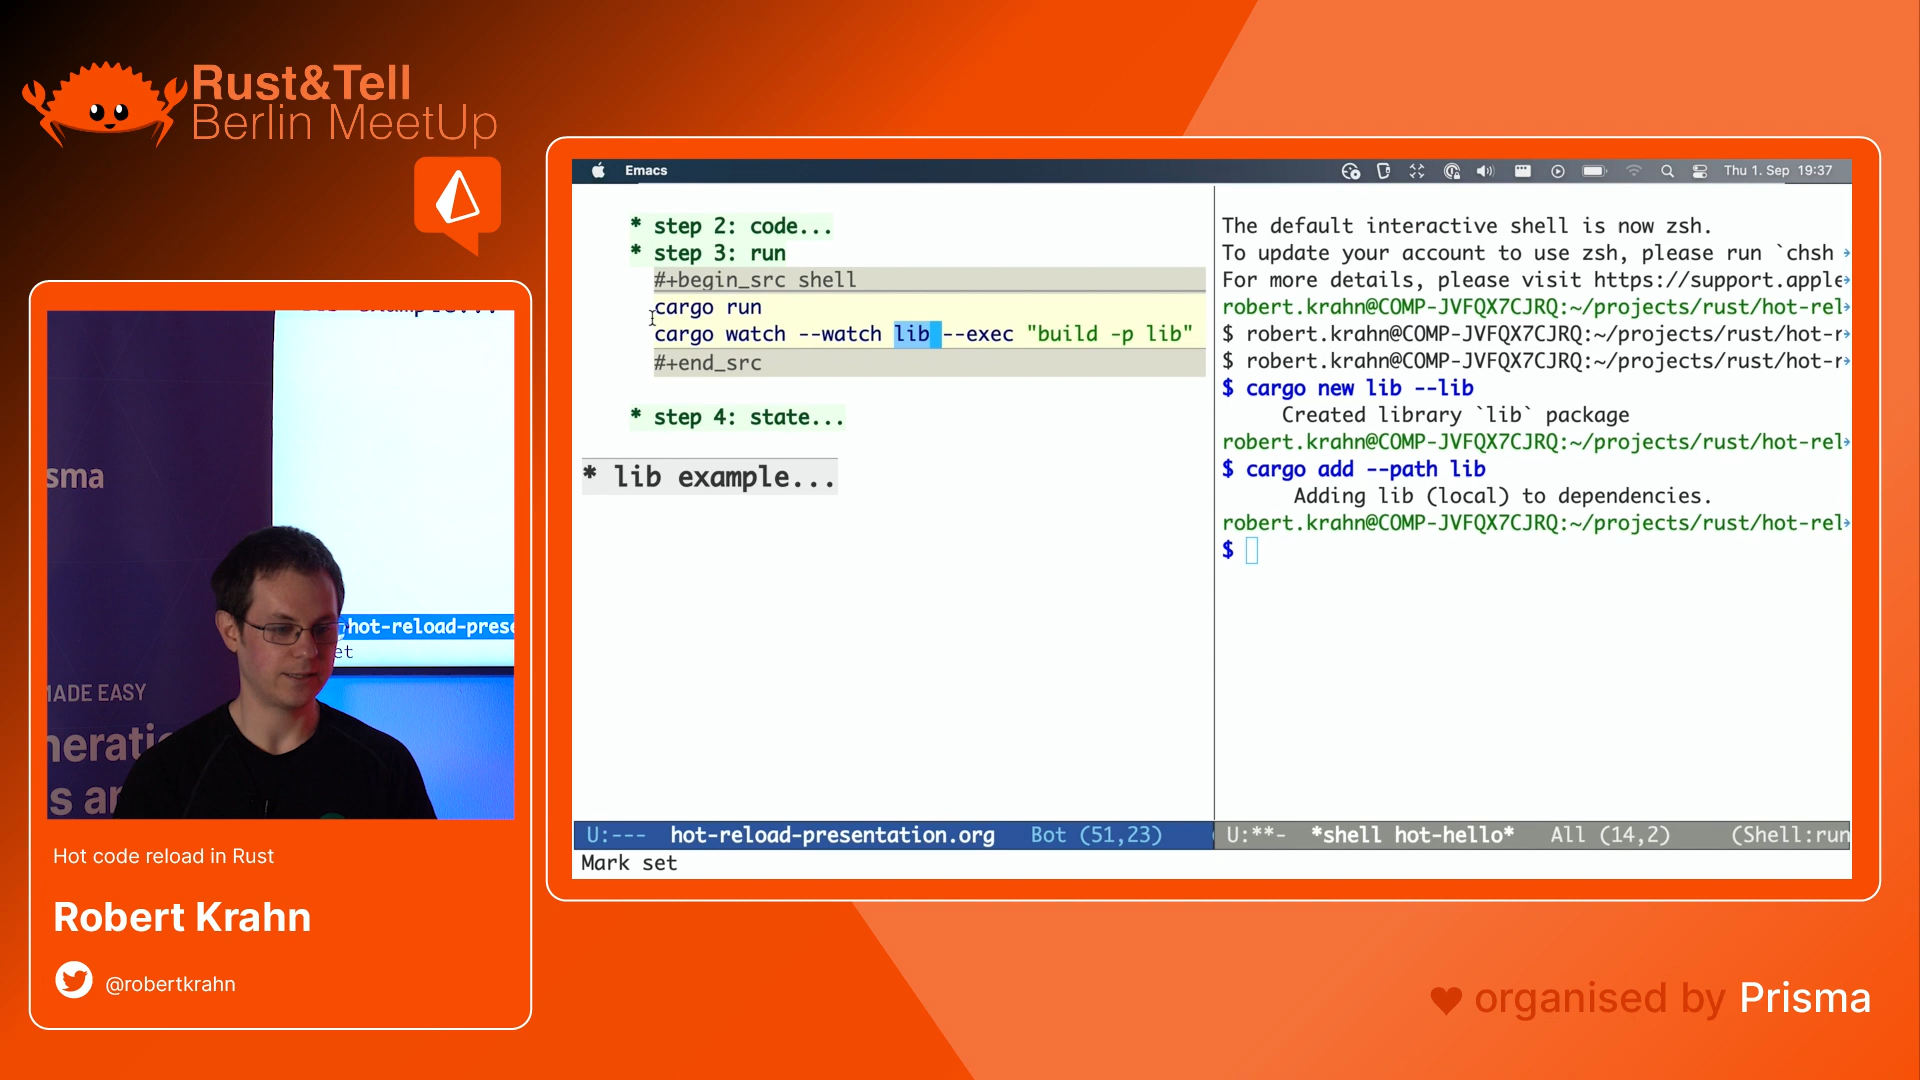 Rust&Tell
Berlin MeetUp
sma
hot-reload-prese
et
MADE EASY
nerati
s a
Hot code reload in Rust
Robert Krahn
@robertkrahn
Emacs
Thu 1. Sep 19:37
* step 2: code...
* step 3: run
#+begin_src shell
cargo run
cargo watch --watch lib --exec "build -p lib"
#+end_src
* step 4: state...
* lib example...
U:--- hot-reload-presentation.org Bot (51,23)
Mark set
The default interactive shell is now zsh.
To update your account to use zsh, please run `chsh
For more details, please visit https://support.apple
robert.krahn@COMP-JVFQX7CJRQ:~/projects/rust/hot-rel
$ robert.krahn@COMP-JVFQX7CJRQ:~/projects/rust/hot-r
$ robert.krahn@COMP-JVFQX7CJRQ:~/projects/rust/hot-r
$ cargo new lib --lib
Created library `lib` package
robert.krahn@COMP-JVFQX7CJRQ:~/projects/rust/hot-rel
$ cargo add --path lib
Adding lib (local) to dependencies.
robert.krahn@COMP-JVFQX7CJRQ:~/projects/rust/hot-rel
$
U:**- *shell hot-hello* All (14,2) (Shell:run
organised by Prisma